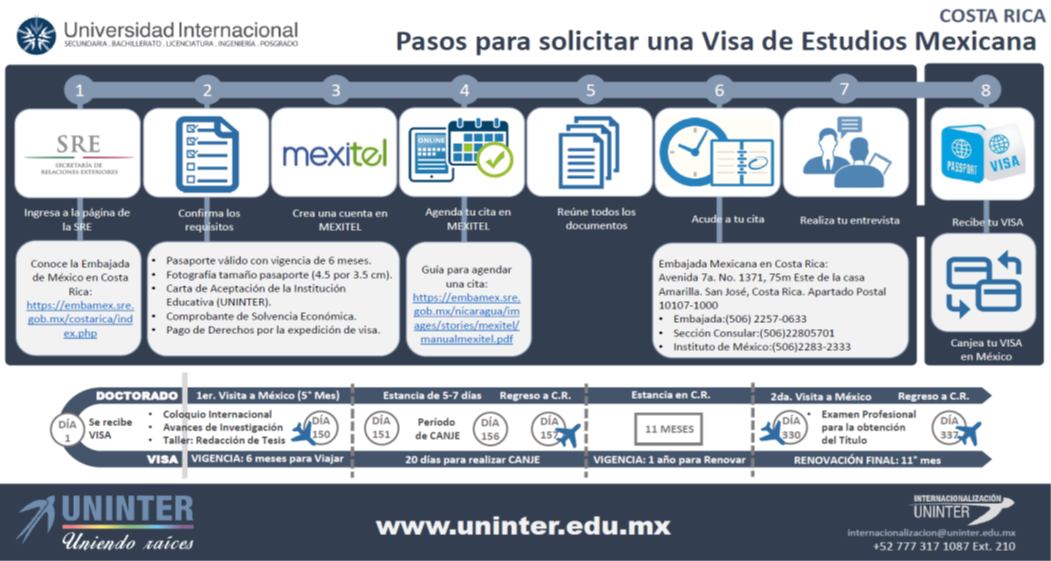 Universidad Internacional
SECUNDARIA . BACHILLERATO . LICENCIATURA . INGENIERÍA . POSGRADO
COSTA RICA
Pasos para solicitar una Visa de Estudios Mexicana
1
2
3
4
5
6
7
8
SRE
SECRETARÍA DE
RELACIONES EXTERIORES
mexitel
ONLINE
PASSPORT
VISA
Ingresa a la página de
la SRE
Confirma los
requisitos
Crea una cuenta en
MEXITEL
Agenda tu cita en
MEXITEL
Reúne todos los
documentos
Acude a tu cita
Realiza tu entrevista
Recibe tu VISA
Conoce la Embajada
de México en Costa
Rica:
https://embamex.sre.
gob.mx/costarica/ind
ex.php
• Pasaporte válido con vigencia de 6 meses.
• Fotografía tamaño pasaporte (4.5 por 3.5 cm).
• Carta de Aceptación de la Institución
Educativa (UNINTER).
• Comprobante de Solvencia Económica.
• Pago de Derechos por la expedición de visa.
Guía para agendar
una cita:
https://embamex.sre.
gob.mx/nicaragua/im
ages/stories/mexitel/
manualmexitel.pdf
Embajada Mexicana en Costa Rica:
Avenida 7a. No. 1371, 75m Este de la casa
Amarilla. San José, Costa Rica. Apartado Postal
10107-1000
• Embajada:(506) 2257-0633
• Sección Consular:(506)22805701
• Instituto de México:(506)2283-2333
Canjea tu VISA
en México
DOCTORADO
1er. Visita a México (5° Mes)
Estancia de 5-7 días
Regreso a C.R.
Estancia en C.R.
2da. Visita a México
Regreso a C.R.
DÍA
1
Se recibe
VISA
• Coloquio Internacional
• Avances de Investigación
• Taller: Redacción de Tesis
DÍA
150
DÍA
151
Período
de CANJE
DÍA
156
DÍA
157
11 MESES
DÍA
330
• Examen Profesional
para la obtención
del Título
DÍA
337
VISA
VIGENCIA: 6 meses para Viajar
20 días para realizar CANJE
VIGENCIA: 1 año para Renovar
RENOVACIÓN FINAL: 11° mes
UNINTER
Uniendo raíces
www.uninter.edu.mx
INTERNACIONALIZACIÓN
UNINTER
internacionalizacion@uninter.edu.mx
+52 777 317 1087 Ext. 210